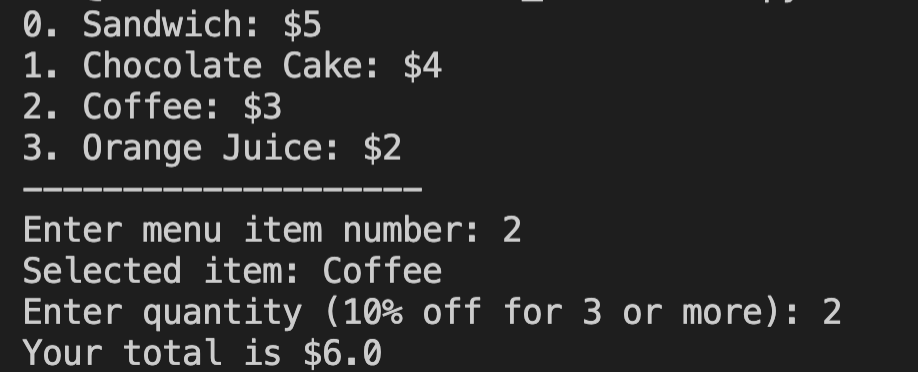 0. Sandwich: $5
1. Chocolate Cake: $4
2. Coffee: $3
3. Orange Juice: $2
--------------------
Enter menu item number: 2
Selected item: Coffee
Enter quantity (10% off for 3 or more): 2
Your total is $6.0